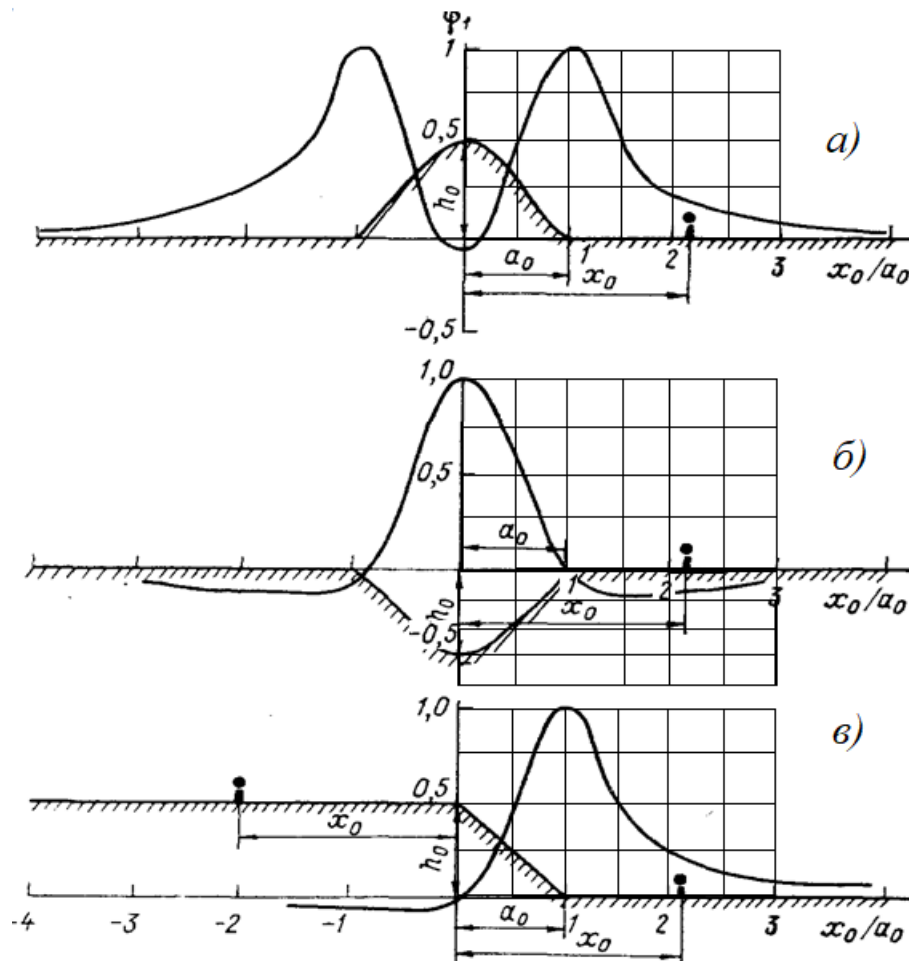 φ₁
1
0,5
а)
h₀
1 2 3 x₀/a₀
a₀
x₀
-0,5
1,0
б)
0,5
a₀
1 2 3 x₀/a₀
h₀
x₀
-0,5
1,0
в)
0,5
x₀
h₀
-4 -3 -2 -1 1 2 3 x₀/a₀
a₀
x₀